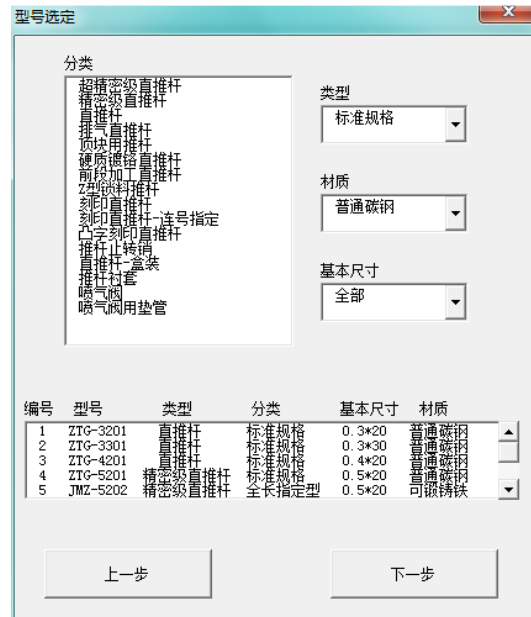 型号选定
分类
超精密级直推杆
精密级直推杆
直推杆
排气直推杆
顶块用推杆
硬质镀铬直推杆
前段加工直推杆
Z型锁料推杆
刻印直推杆
刻印直推杆-连号指定
凸字刻印直推杆
推杆止转销
直推杆-盒装
推杆衬套
喷气阀
喷气阀用垫管
类型
标准规格
材质
普通碳钢
基本尺寸
全部
编号 型号 类型 分类 基本尺寸 材质
1 ZTG-3201 直推杆 标准规格 0.3*20 普通碳钢
2 ZTG-3301 直推杆 标准规格 0.3*30 普通碳钢
3 ZTG-4201 直推杆 标准规格 0.4*20 普通碳钢
4 ZTG-5201 精密级直推杆 标准规格 0.5*20 普通碳钢
5 JMZ-5202 精密级直推杆 全长指定型 0.5*20 可锻铸铁
上一步
下一步